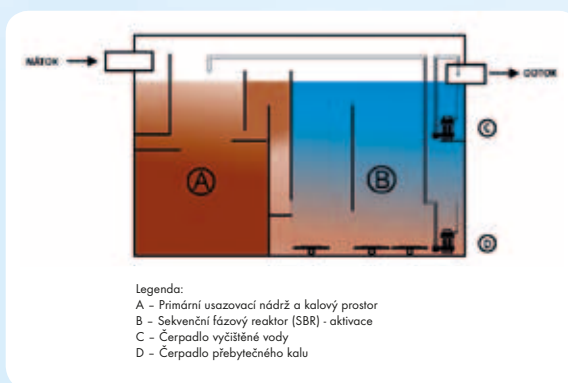 NÁTOK
ODTOK
A
B
C
D
Legenda:
A – Primární usazovací nádrž a kalový prostor
B – Sekvenční fázový reaktor (SBR) - aktivace
C – Čerpadlo vyčištěné vody
D – Čerpadlo přebytečného kalu